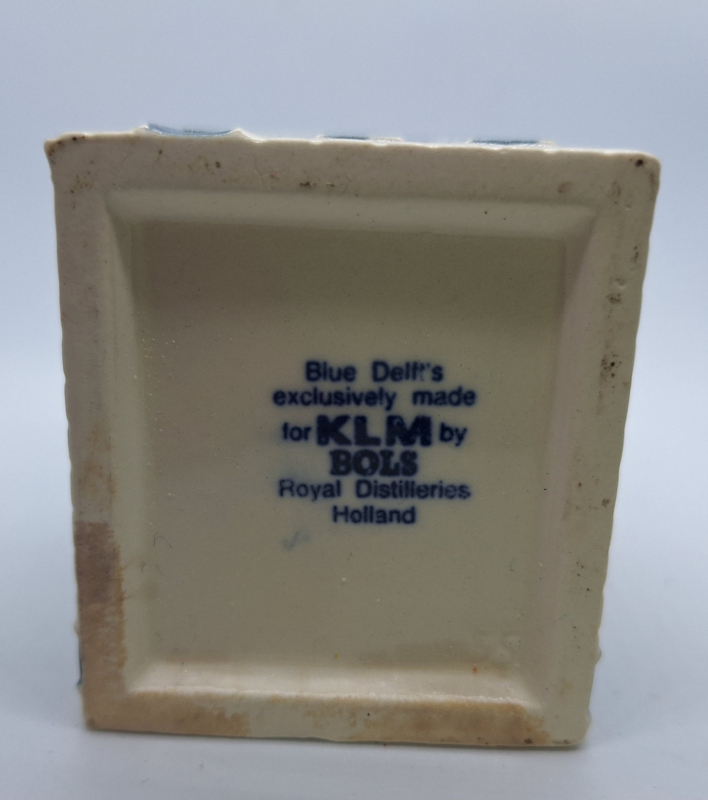 Blue Delft's
exclusively made
for KLM by
BOLS
Royal Distilleries
Holland